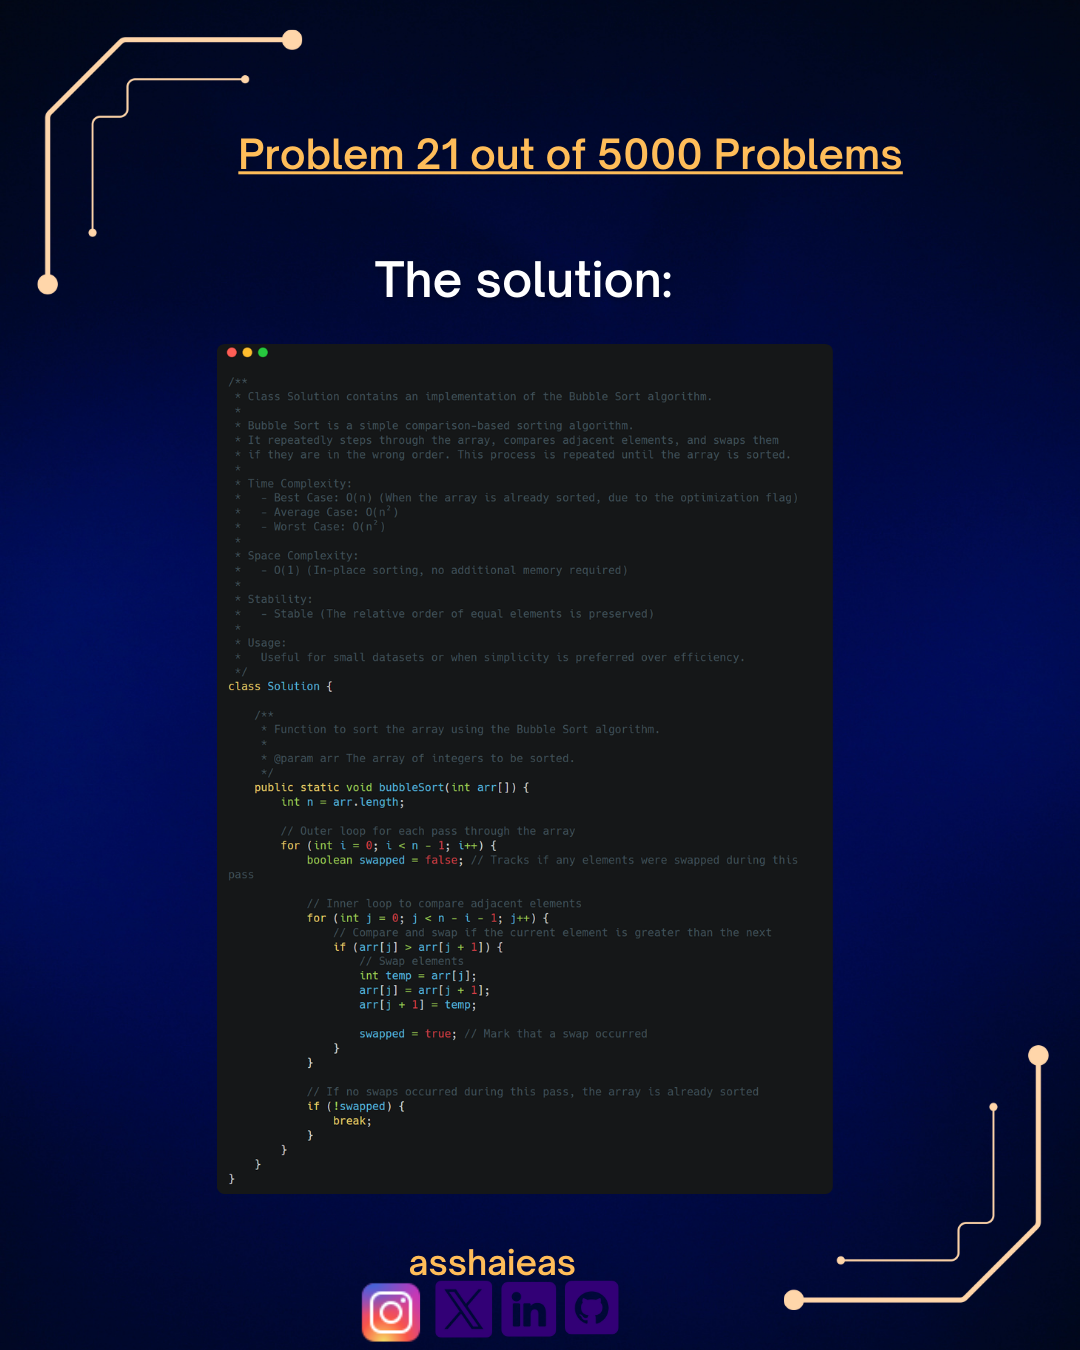 Problem 21 out of 5000 Problems
The solution:
/**
 * Class Solution contains an implementation of the Bubble Sort algorithm.
 *
 * Bubble Sort is a simple comparison-based sorting algorithm.
 * It repeatedly steps through the array, compares adjacent elements, and swaps them
 * if they are in the wrong order. This process is repeated until the array is sorted.
 *
 * Time Complexity:
 *   - Best Case: O(n) (When the array is already sorted, due to the optimization flag)
 *   - Average Case: O(n²)
 *   - Worst Case: O(n²)
 *
 * Space Complexity:
 *   - O(1) (In-place sorting, no additional memory required)
 *
 * Stability:
 *   - Stable (The relative order of equal elements is preserved)
 *
 * Usage:
 *   Useful for small datasets or when simplicity is preferred over efficiency.
 */
class Solution {
    /**
     * Function to sort the array using the Bubble Sort algorithm.
     *
     * @param arr The array of integers to be sorted.
     */
    public static void bubbleSort(int arr[]) {
        int n = arr.length;
        // Outer loop for each pass through the array
        for (int i = 0; i < n - 1; i++) {
            boolean swapped = false; // Tracks if any elements were swapped during this
pass
            // Inner loop to compare adjacent elements
            for (int j = 0; j < n - i - 1; j++) {
                // Compare and swap if the current element is greater than the next
                if (arr[j] > arr[j + 1]) {
                    // Swap elements
                    int temp = arr[j];
                    arr[j] = arr[j + 1];
                    arr[j + 1] = temp;
                    swapped = true; // Mark that a swap occurred
                }
            }
            // If no swaps occurred during this pass, the array is already sorted
            if (!swapped) {
                break;
            }
        }
    }
}
asshaieas